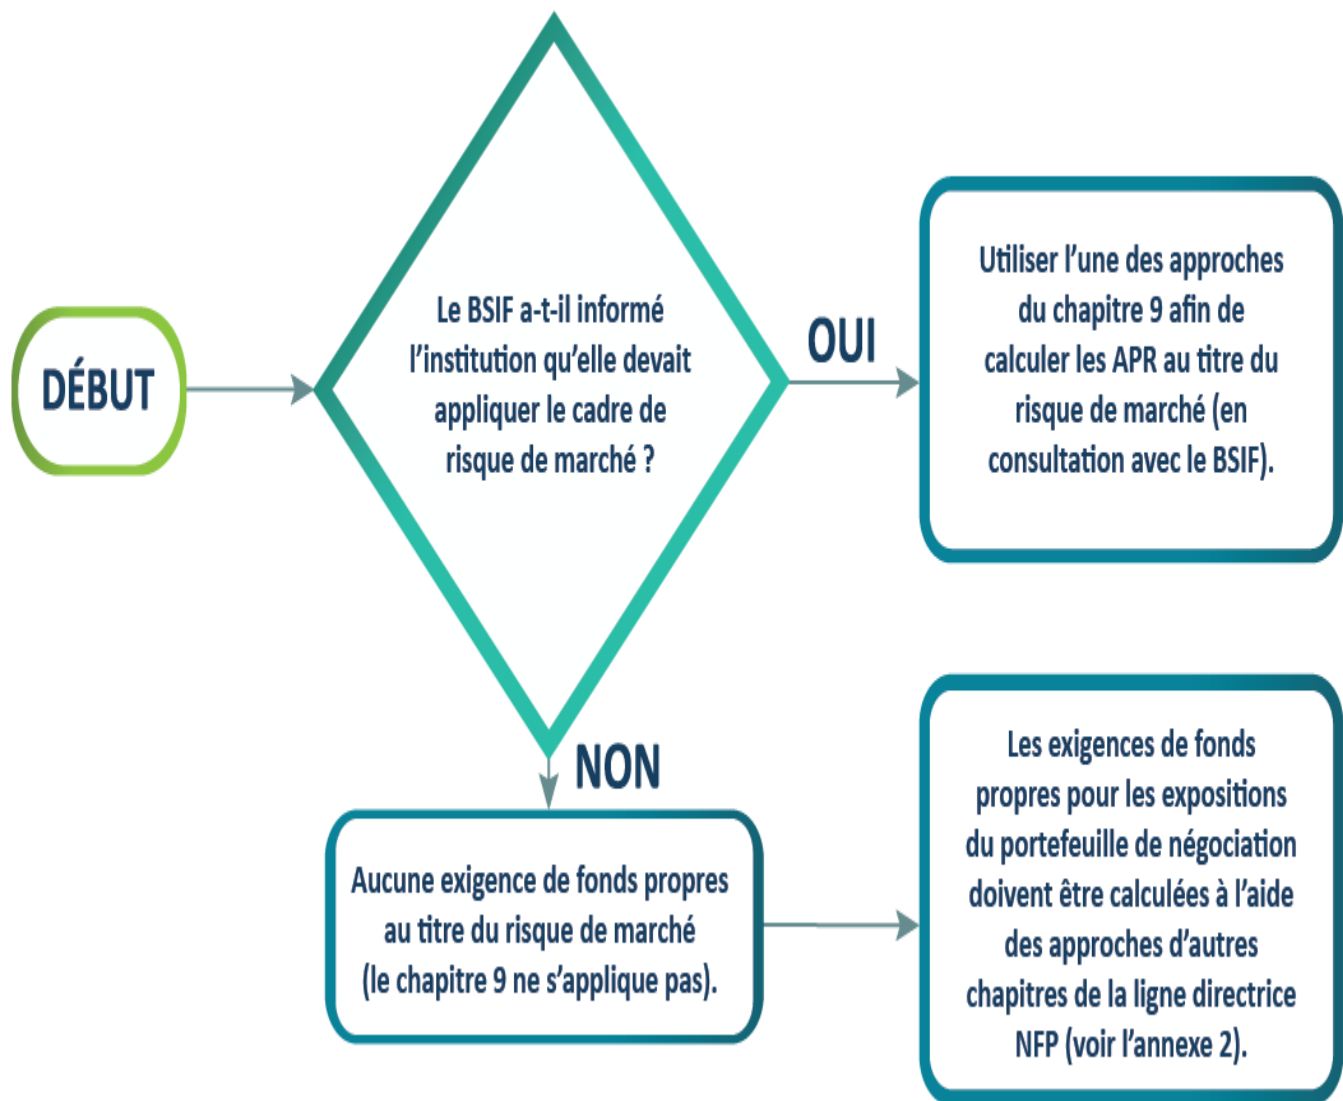 DÉBUT
Le BSIF a-t-il informé
l’institution qu’elle devait
appliquer le cadre de
risque de marché ?
OUI
Utiliser l’une des approches
du chapitre 9 afin de
calculer les APR au titre du
risque de marché (en
consultation avec le BSIF).
NON
Aucune exigence de fonds propres
au titre du risque de marché
(le chapitre 9 ne s’applique pas).
Les exigences de fonds
propres pour les expositions
du portefeuille de négociation
doivent être calculées à l’aide
des approches d’autres
chapitres de la ligne directrice
NFP (voir l’annexe 2).